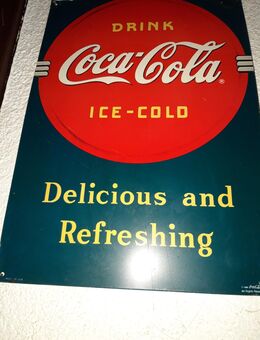 DRINK
Coca-Cola®
ICE-COLD
Delicious and
Refreshing